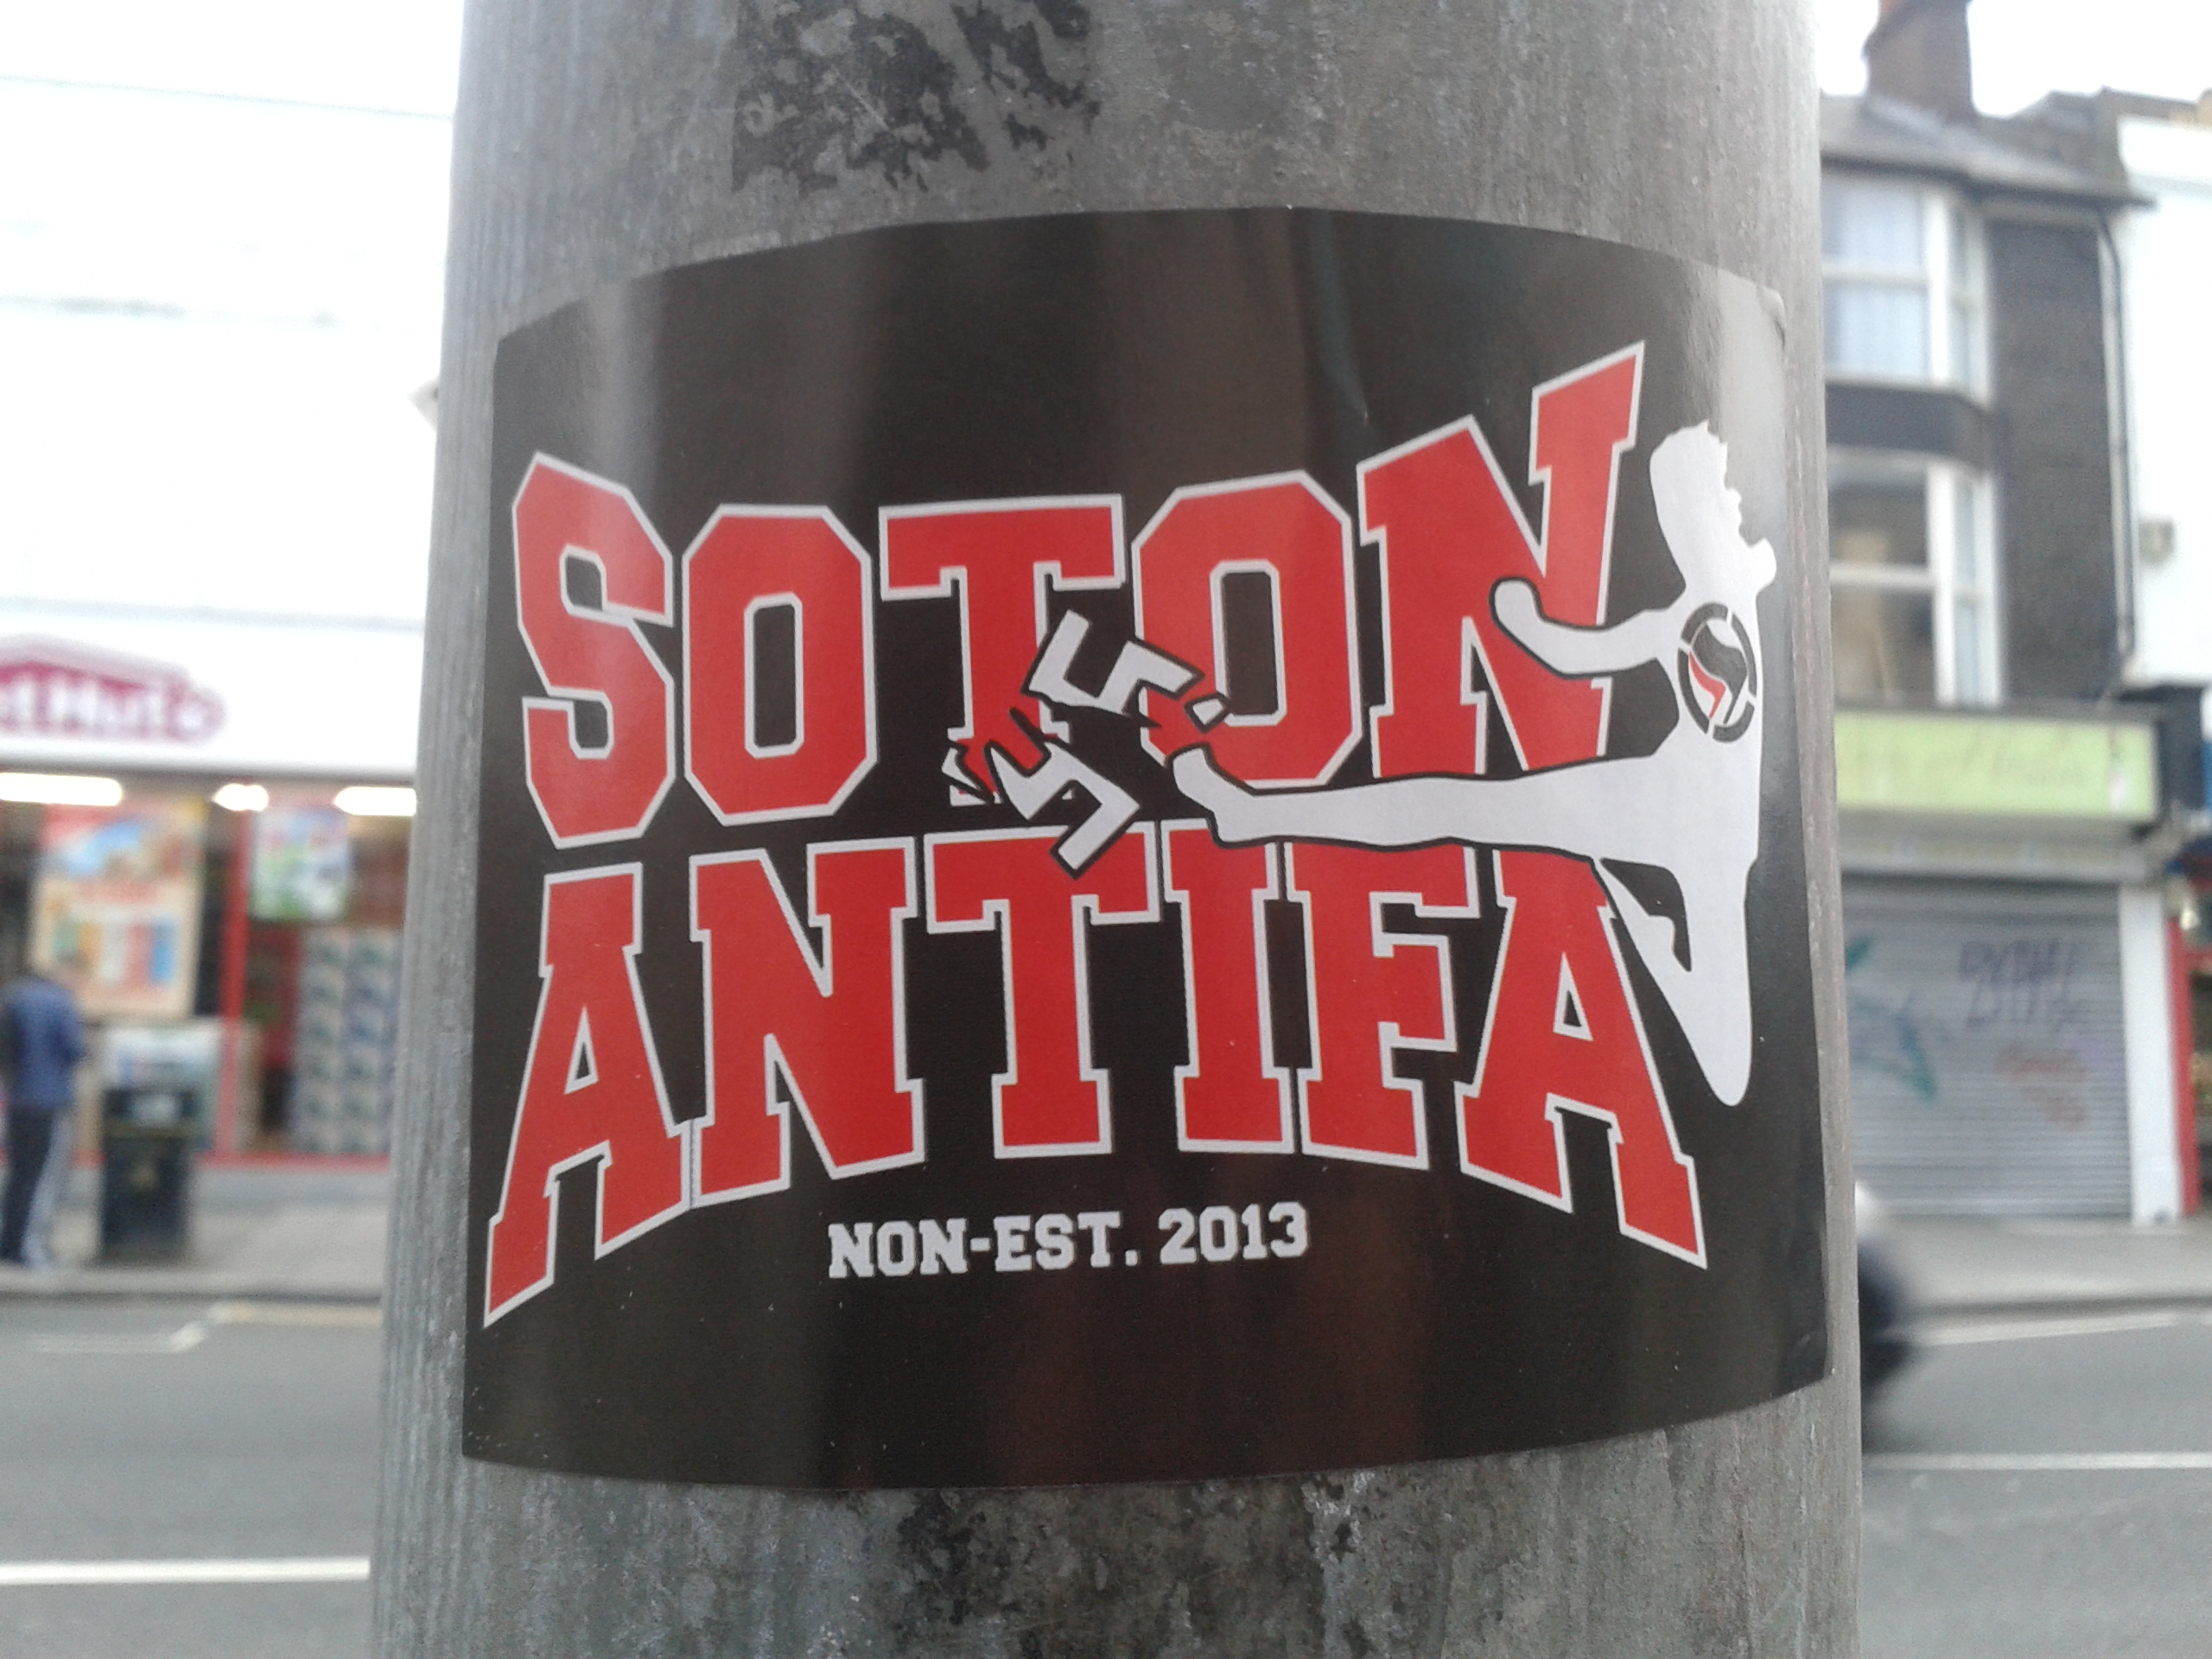 SOTON
ANTIFA
NON-EST. 2013